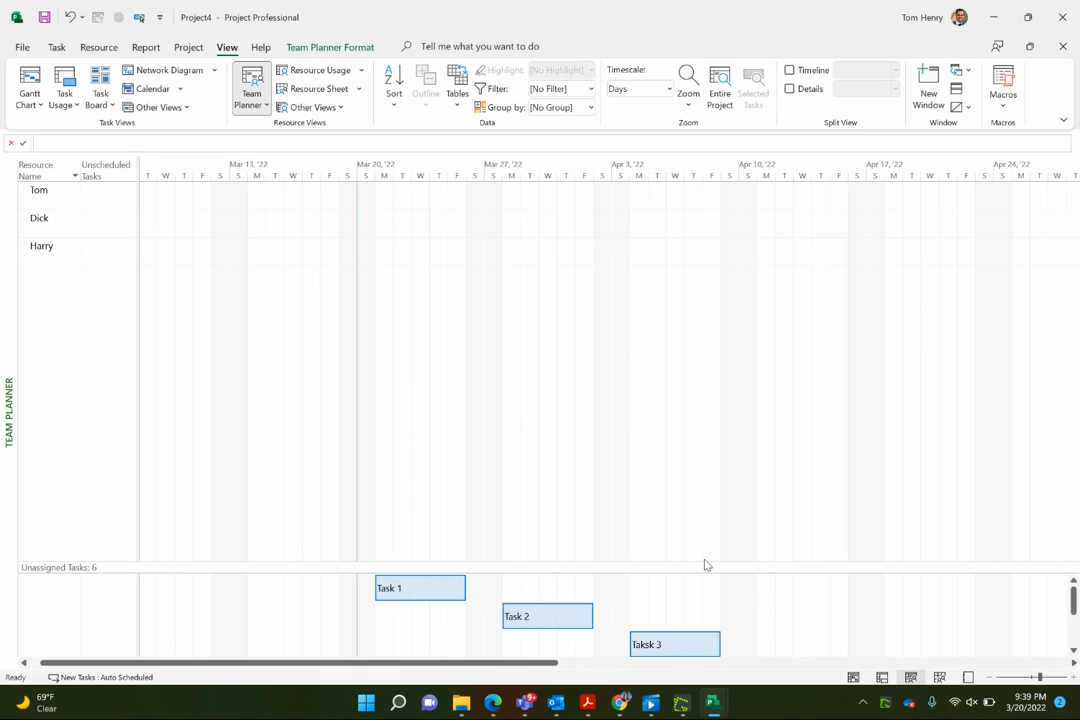 Project4 - Project Professional
Tom Henry
File Task Resource Report Project View Help Team Planner Format Tell me what you want to do
Gantt Chart
Task Usage
Task Board
Network Diagram
Calendar
Other Views
Task Views
Team Planner
Resource Usage
Resource Sheet
Other Views
Resource Views
Sort
Outline
Tables
Highlight: [No Highlight]
Filter: [No Filter]
Group by: [No Group]
Data
Timescale:
Days
Zoom
Entire Project
Selected Tasks
Zoom
Timeline
Details
Split View
New Window
Window
Macros
Macros
Resource Name
Unscheduled Tasks
Mar 13, '22 Mar 20, '22 Mar 27, '22 Apr 3, '22 Apr 10, '22 Apr 17, '22 Apr 24, '22
T W T F S S M T W T F S S M T W T F S S M T W T F S S M T W T F S S M T W T F S S M T W T F S S M T W T
Tom
Dick
Harry
TEAM PLANNER
Unassigned Tasks: 6
Task 1
Task 2
Taksk 3
Ready New Tasks : Auto Scheduled
69°F
Clear
9:39 PM
3/20/2022
2